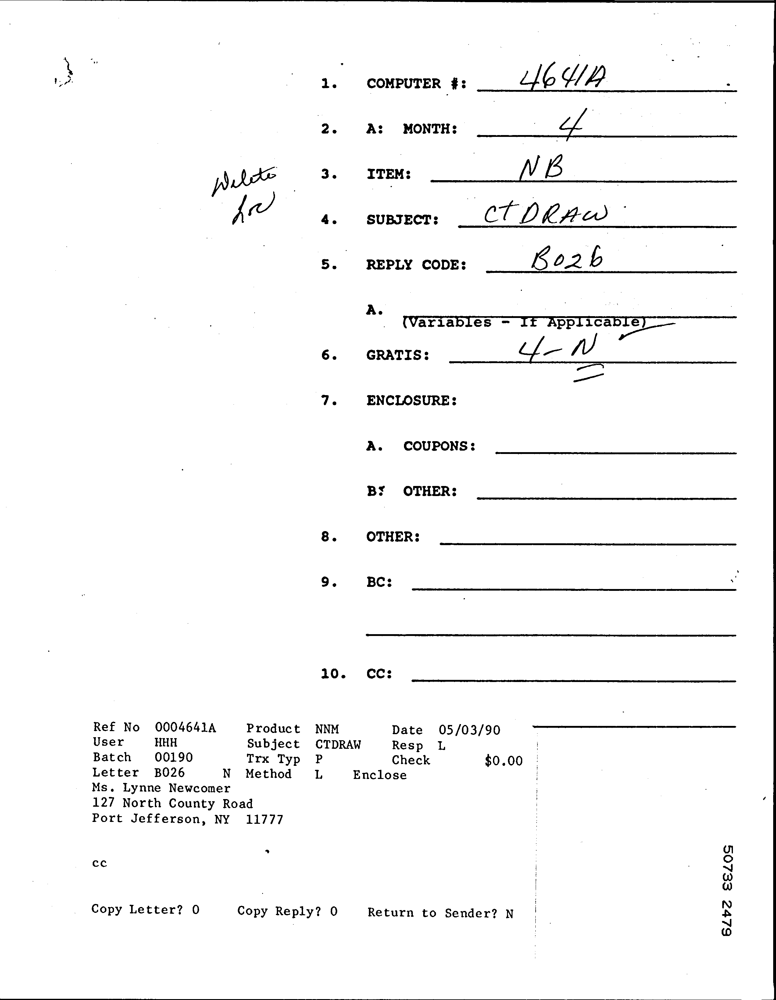 1. COMPUTER #: 4641A
2. A: MONTH: 4
3. ITEM: NB
Delete
4. SUBJECT: CTDRAW
5. REPLY CODE: B026
A.
(Variables - If Applicable)
6. GRATIS: 4-N
7. ENCLOSURE:
A. COUPONS:
B: OTHER:
8. OTHER:
9. BC:
10. CC:
Ref No 0004641A Product NNM Date 05/03/90
User HHH Subject CTDRAW Resp L
Batch 00190 Trx Typ P Check $0.00
Letter B026 N Method L Enclose
Ms. Lynne Newcomer
127 North County Road
Port Jefferson, NY 11777
cc
Copy Letter? 0 Copy Reply? 0 Return to Sender? N
50733 2479